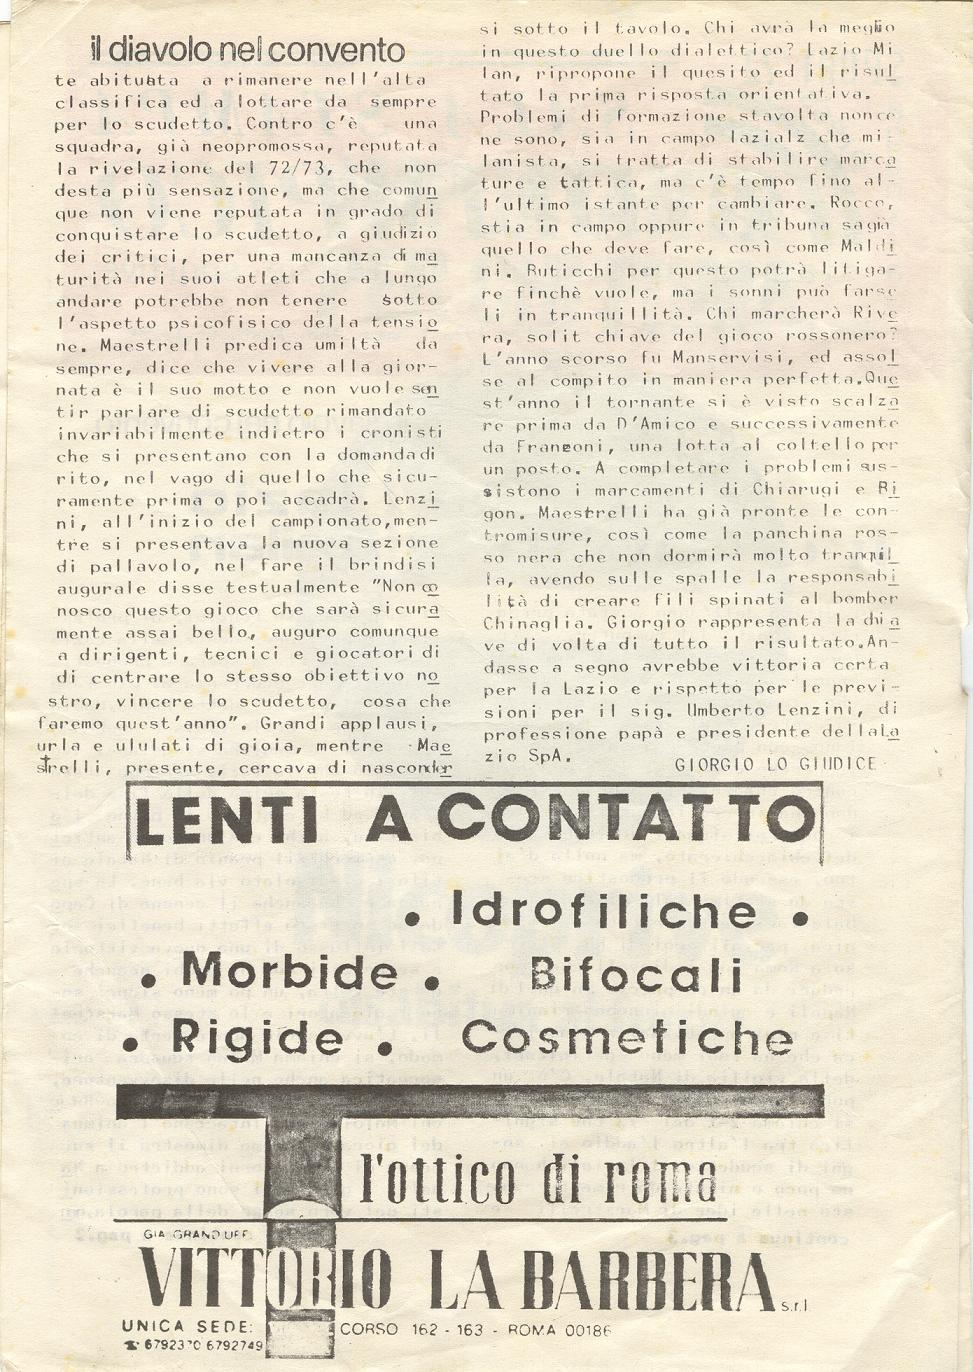 il diavolo nel convento
te abituata a rimanere nell'alta
classifica ed a lottare da sempre
per lo scudetto. Contro c'è una
squadra, già neopromossa, reputata
la rivelazione del 72/73, che non
desta più sensazione, ma che comun
que non viene reputata in grado di
conquistare lo scudetto, a giudizio
dei critici, per una mancanza di ma
turità nei suoi atleti che a lungo
andare potrebbe non tenere sotto
l'aspetto psicofisico della tensio
ne. Maestrelli predica umiltà da
sempre, dice che vivere alla gior-
nata è il suo motto e non vuole sen
tir parlare di scudetto rimandato
invariabilmente indietro i cronisti
che si presentano con la domanda di
rito, nel vago di quello che sicu-
ramente prima o poi accadrà. Lenzi
ni, all'inizio del campionato,men-
tre si presentava la nuova sezione
di pallavolo, nel fare il brindisi
augurale disse testualmente "Non co
nosco questo gioco che sarà sicura
mente assai bello, auguro comunque
a dirigenti, tecnici e giocatori di
di centrare lo stesso obiettivo no
stro, vincere lo scudetto, cosa che
faremo quest'anno". Grandi applausi,
urla e ululati di gioia, mentre Mae
strelli, presente, cercava di nasconder
si sotto il tavolo. Chi avrà la meglio
in questo duello dialettico? Lazio Mi
lan, ripropone il quesito ed il risul
tato la prima risposta orientativa.
Problemi di formazione stavolta non ce
ne sono, sia in campo lazialz che mi-
lanista, si tratta di stabilire marca
ture e tattica, ma c'è tempo fino al-
l'ultimo istante per cambiare. Rocco,
stia in campo oppure in tribuna sa già
quello che deve fare, così come Maldi
ni. Buticchi per questo potrà litiga-
re finchè vuole, ma i sonni può farse
li in tranquillità. Chi marcherà Rive
ra, solit chiave del gioco rossonero?
L'anno scorso fu Manservisi, ed assol
se al compito in maniera perfetta.Que
st'anno il tornante si è visto scalza
re prima da D'Amico e successivamente
da Franzoni, una lotta al coltello per
un posto. A completare i problemi sus-
sistono i marcamenti di Chiarugi e Bi
gon. Maestrelli ha già pronte le con-
tromisure, così come la panchina ros-
so nera che non dormirà molto tranquil
la, avendo sulle spalle la responsabi
lità di creare fili spinati al bomber
Chinaglia. Giorgio rappresenta la chia
ve di volta di tutto il risultato.An-
dasse a segno avrebbe vittoria certa
per la Lazio e rispetto per le previ-
sioni per il sig. Umberto Lenzini, di
professione papà e presidente della La
zio SpA.
GIORGIO LO GIUDICE
LENTI A CONTATTO
• Idrofiliche •
• Morbide • Bifocali
• Rigide • Cosmetiche
l'ottico di roma
GIA GRAND UFF
VITTORIO LA BARBERA s.r.l
UNICA SEDE: CORSO 162 - 163 - ROMA 00186
☎ 6792370 6792749